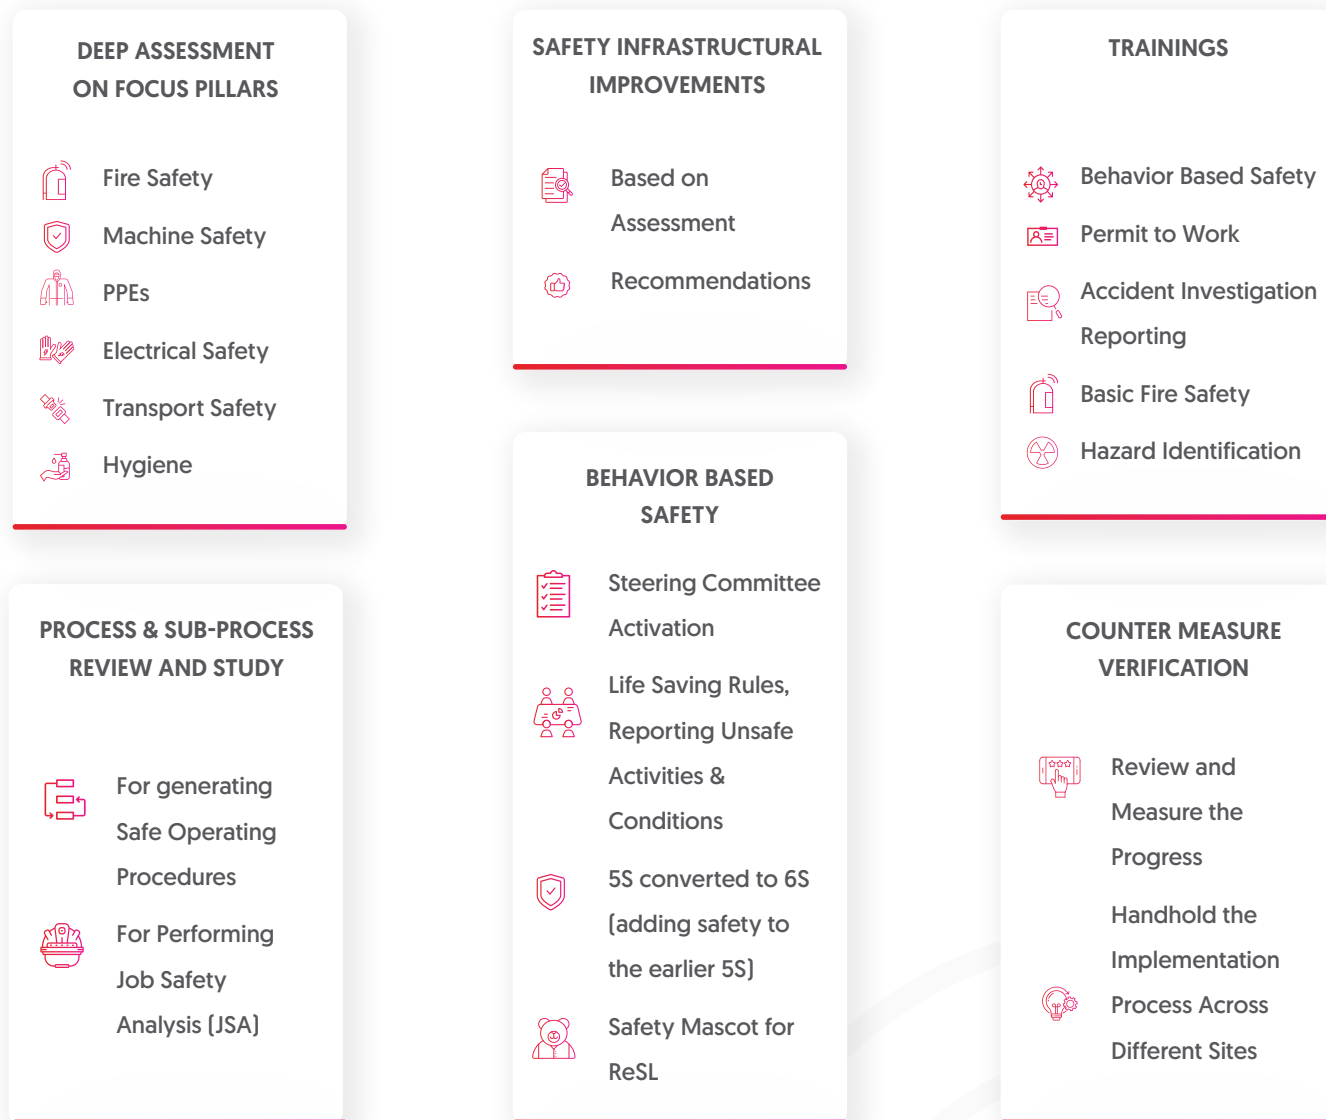 DEEP ASSESSMENT
ON FOCUS PILLARS
Fire Safety
Machine Safety
PPEs
Electrical Safety
Transport Safety
Hygiene
PROCESS & SUB-PROCESS
REVIEW AND STUDY
For generating
Safe Operating
Procedures
For Performing
Job Safety
Analysis (JSA)
SAFETY INFRASTRUCTURAL
IMPROVEMENTS
Based on
Assessment
Recommendations
BEHAVIOR BASED
SAFETY
Steering Committee
Activation
Life Saving Rules,
Reporting Unsafe
Activities &
Conditions
5S converted to 6S
(adding safety to
the earlier 5S)
Safety Mascot for
ReSL
TRAININGS
Behavior Based Safety
Permit to Work
Accident Investigation
Reporting
Basic Fire Safety
Hazard Identification
COUNTER MEASURE
VERIFICATION
Review and
Measure the
Progress
Handhold the
Implementation
Process Across
Different Sites